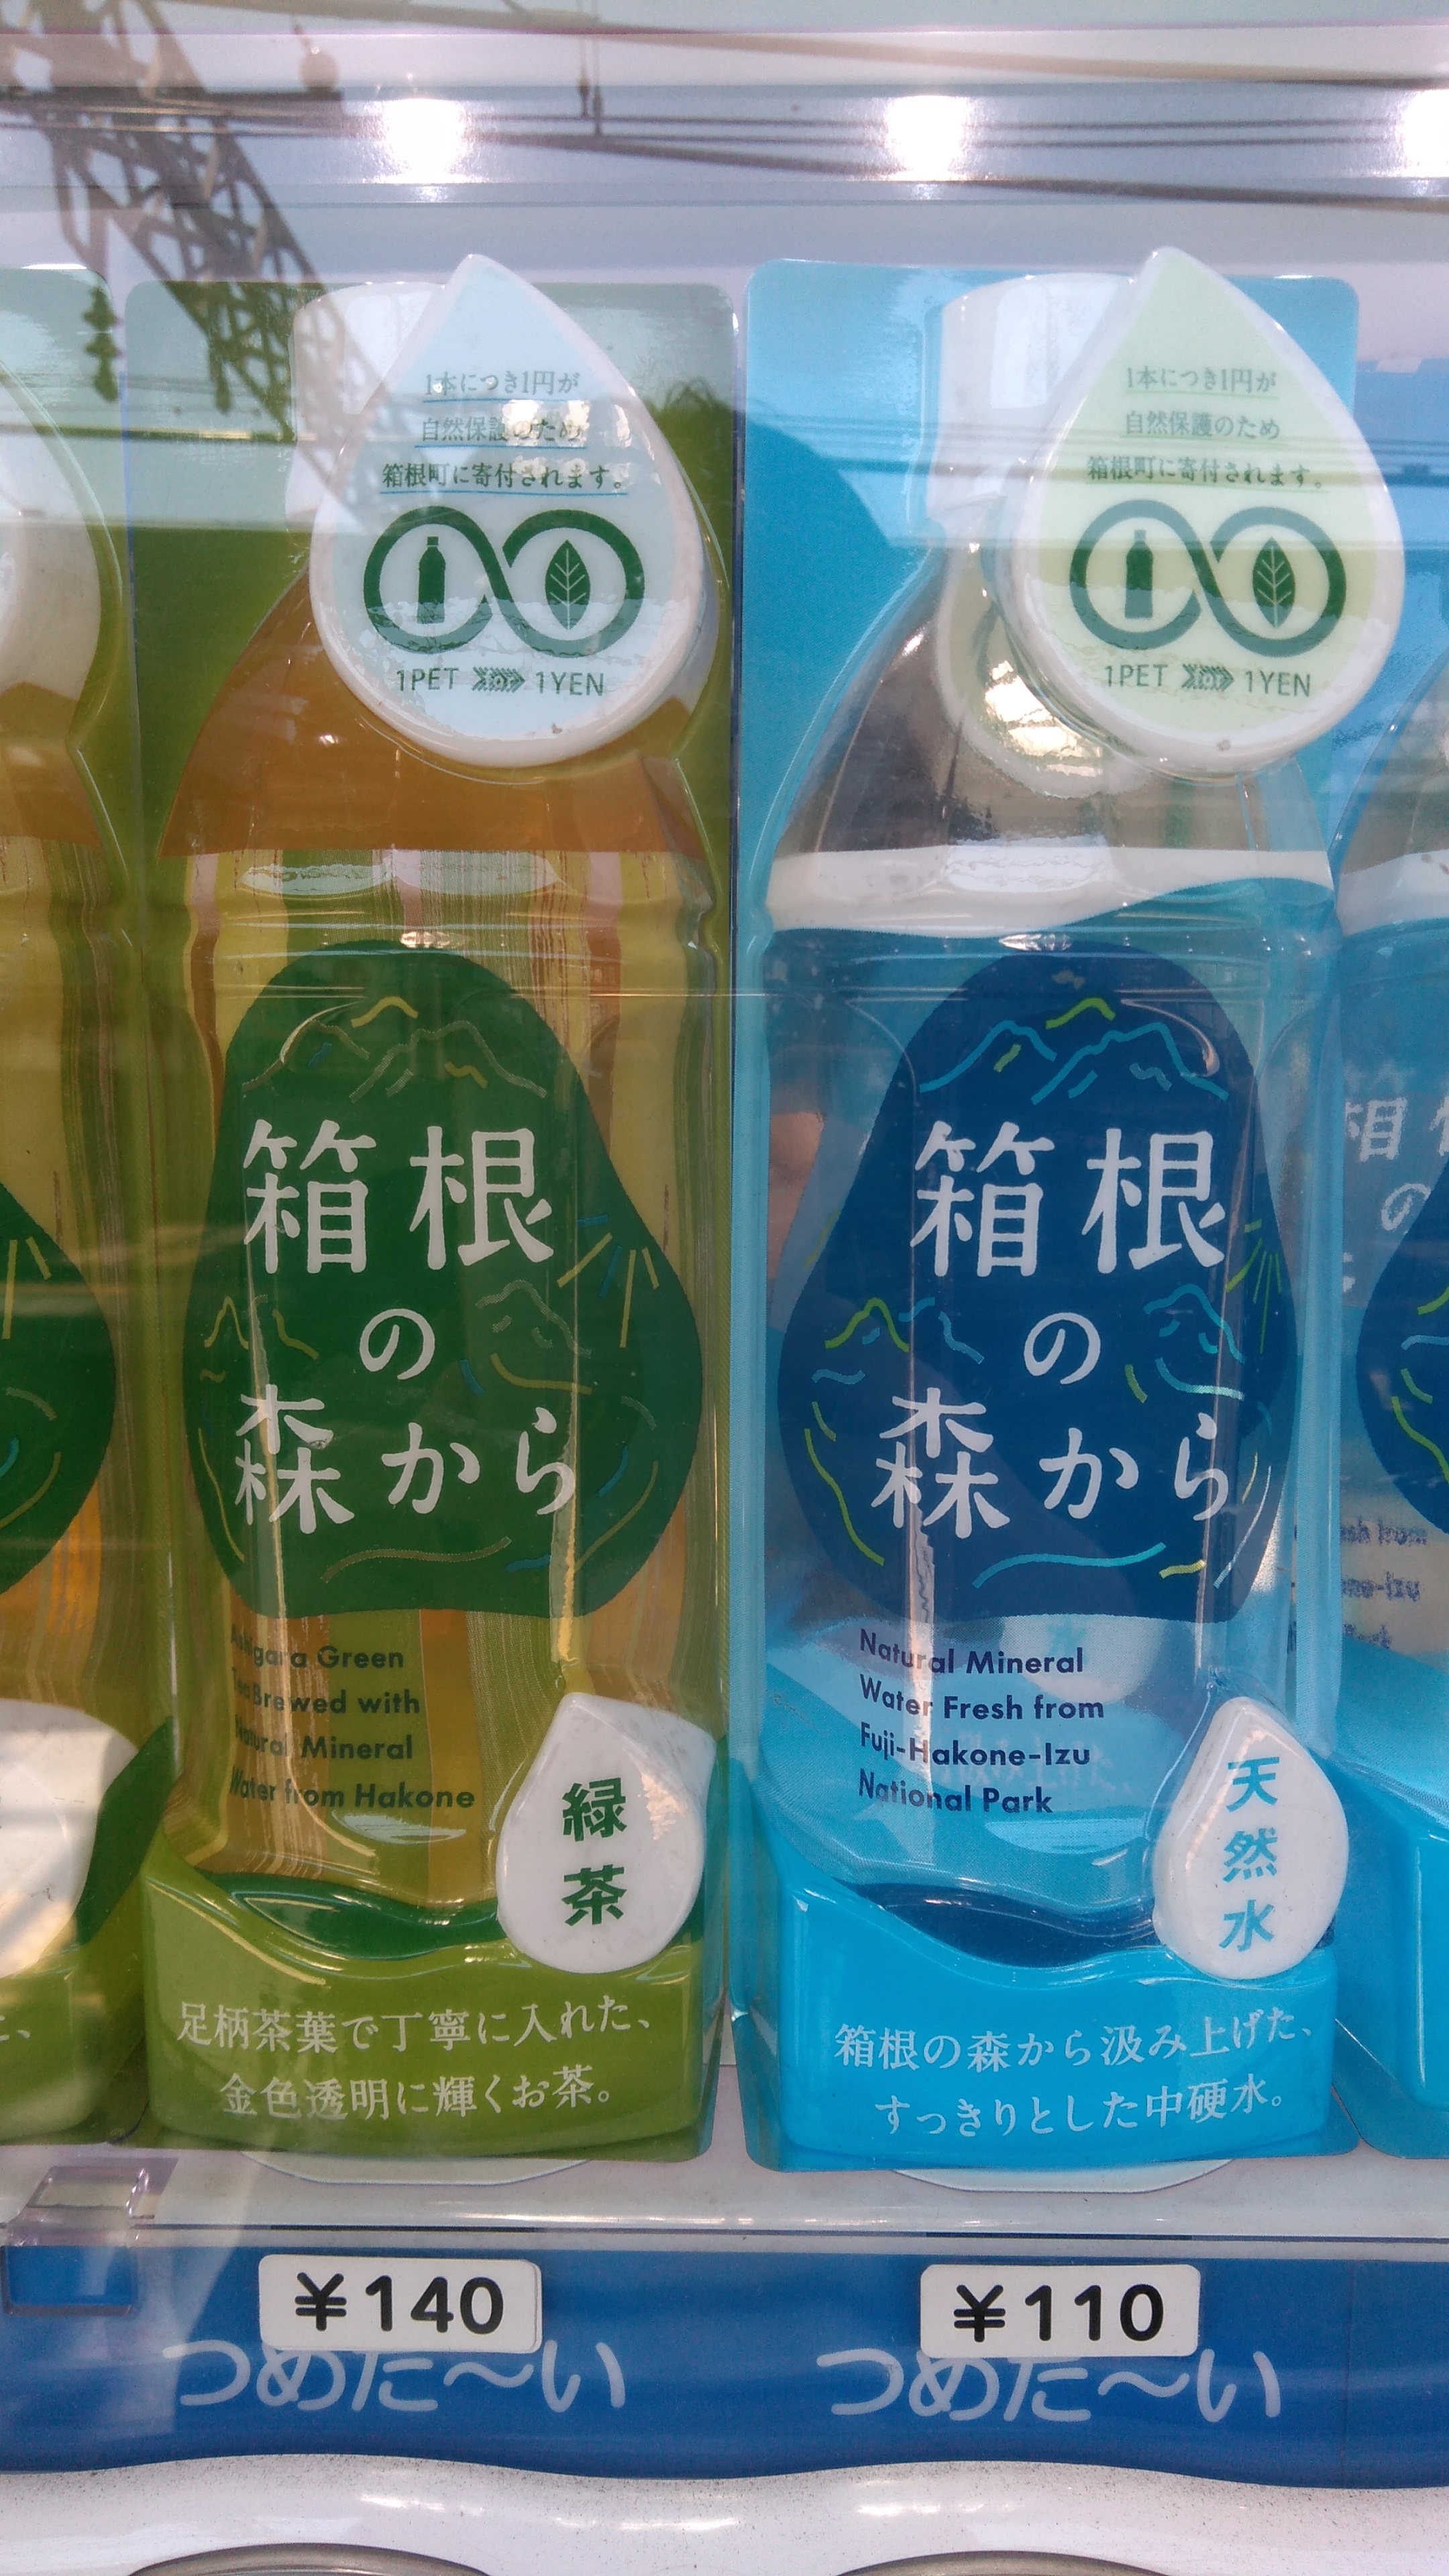 1本につき1円が
自然保護のため
箱根町に寄付されます。
1PET 1YEN
箱根
の
森から
Ashigara Green
Tea Brewed with
Natural Mineral
Water from Hakone
緑
茶
足柄茶葉で丁寧に入れた、
金色透明に輝くお茶。
¥140
つめた〜い
1本につき1円が
自然保護のため
箱根町に寄付されます。
1PET 1YEN
箱根
の
森から
Natural Mineral
Water Fresh from
Fuji-Hakone-Izu
National Park
天
然
水
箱根の森から汲み上げた、
すっきりとした中硬水。
¥110
つめた〜い
箱
の